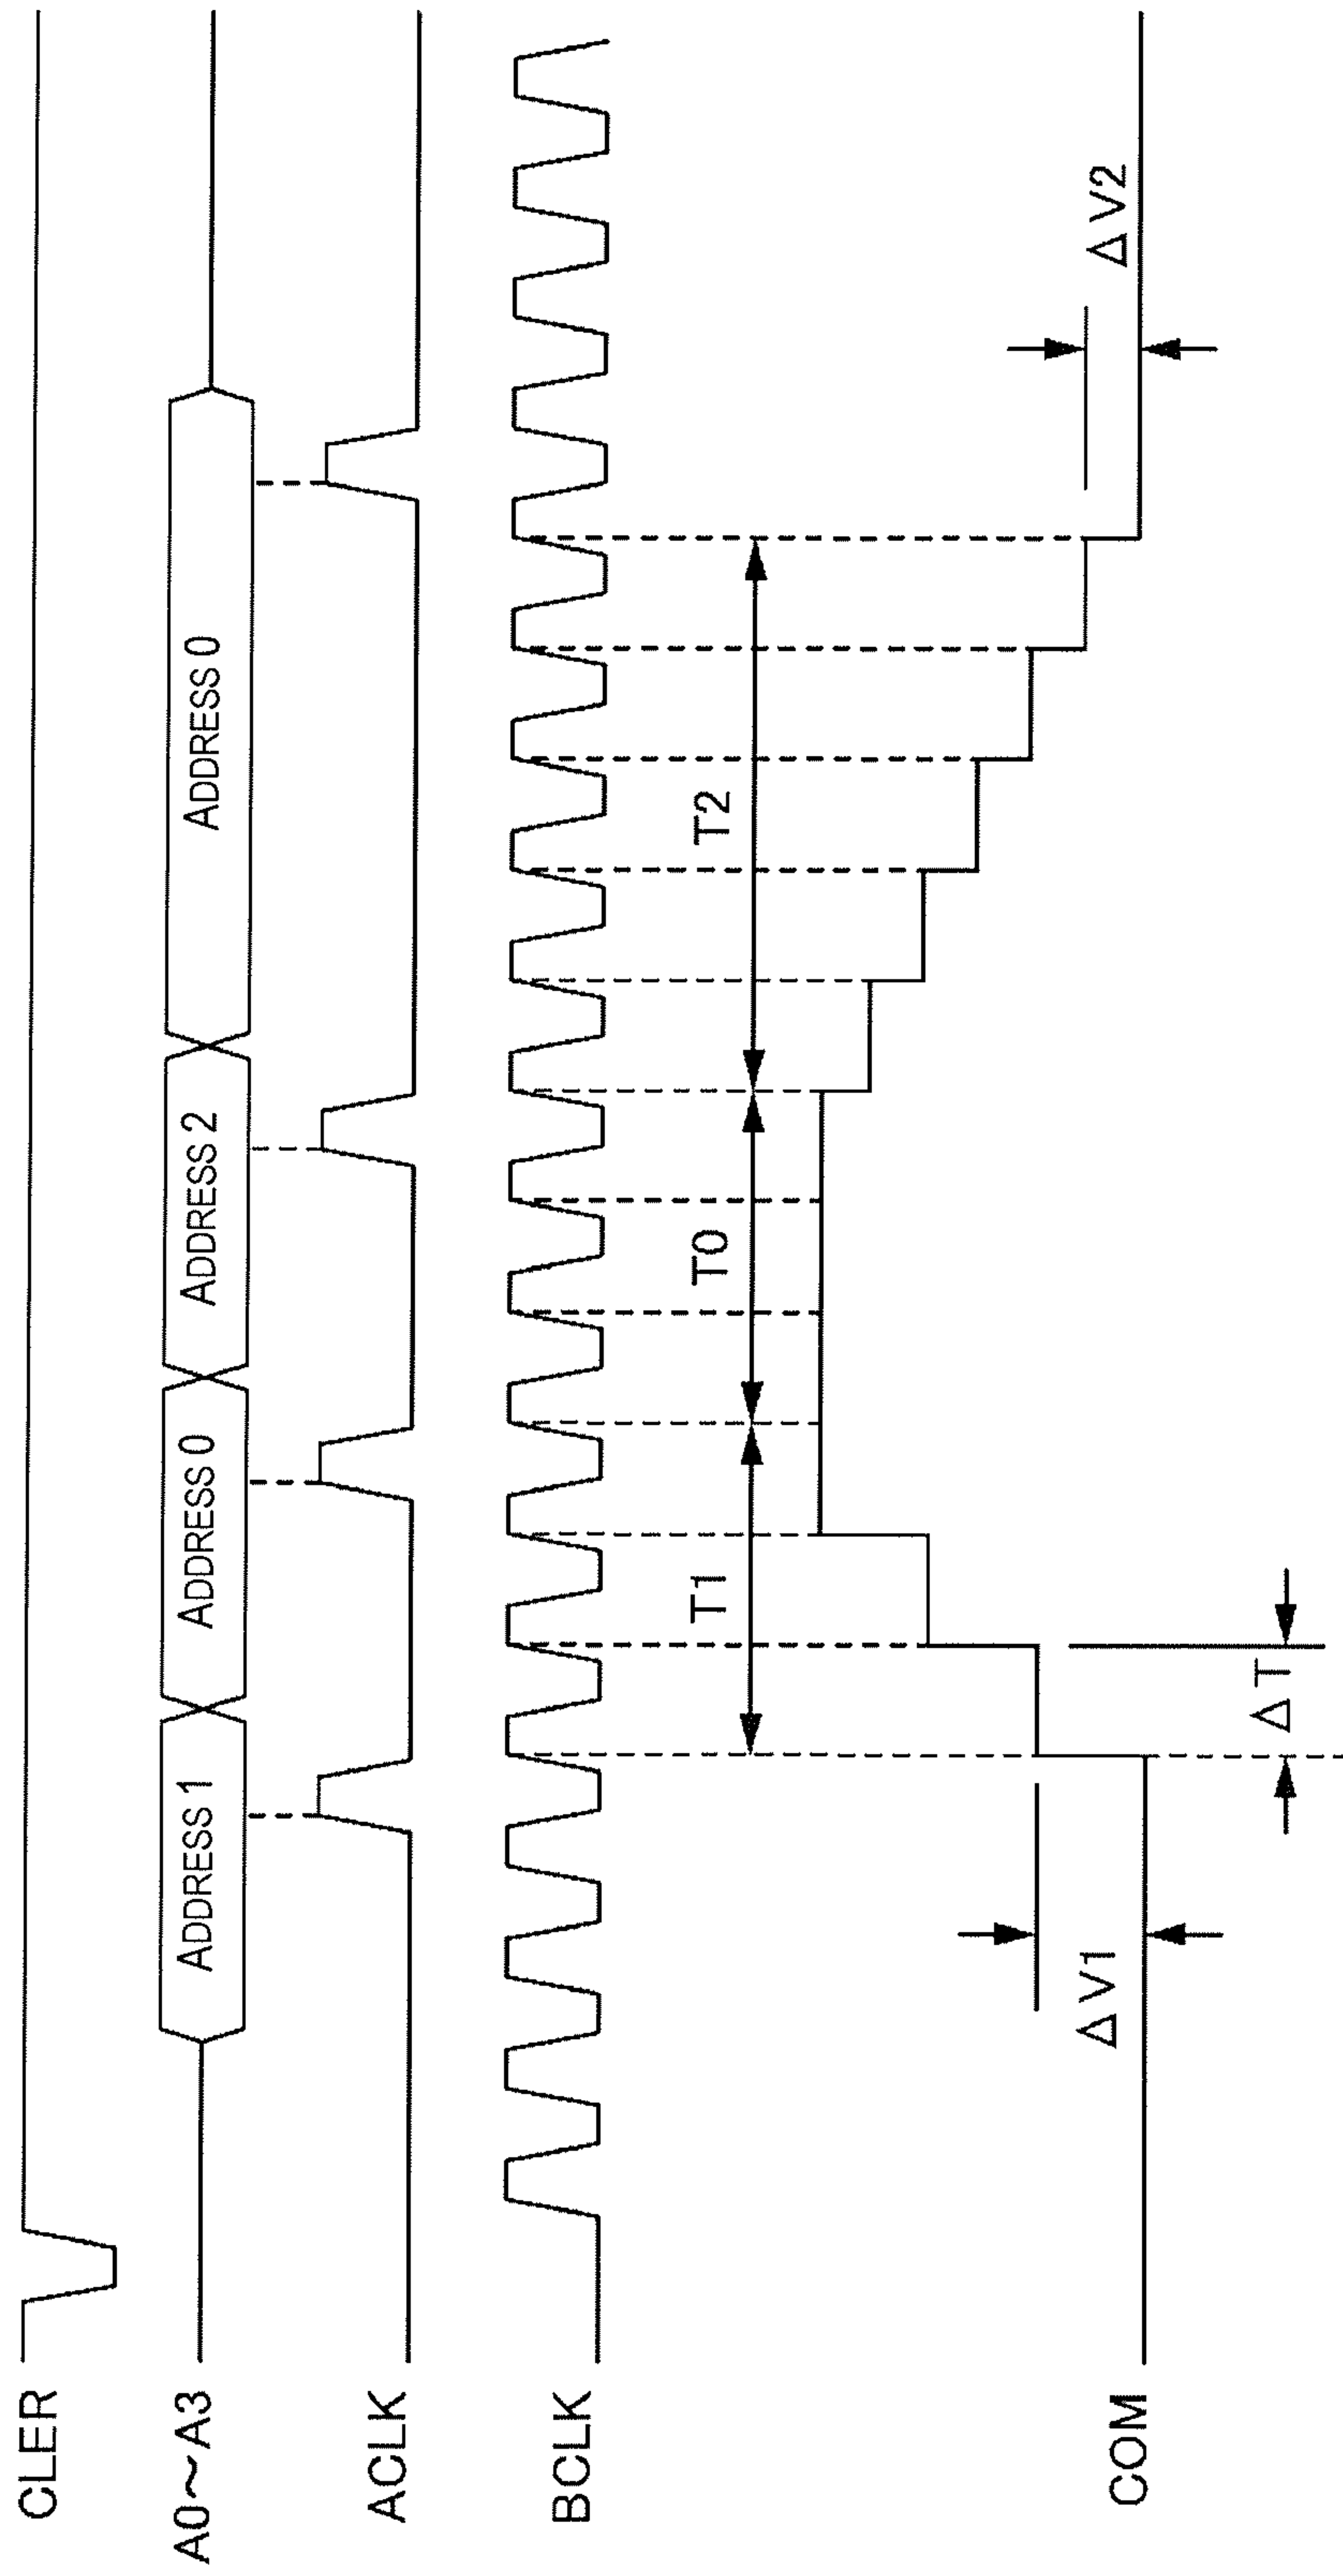 CLER
A0~A3
ADDRESS 1
ADDRESS 0
ADDRESS 2
ADDRESS 0
ACLK
BCLK
T1
T0
T2
COM
ΔV1
ΔT
ΔV2